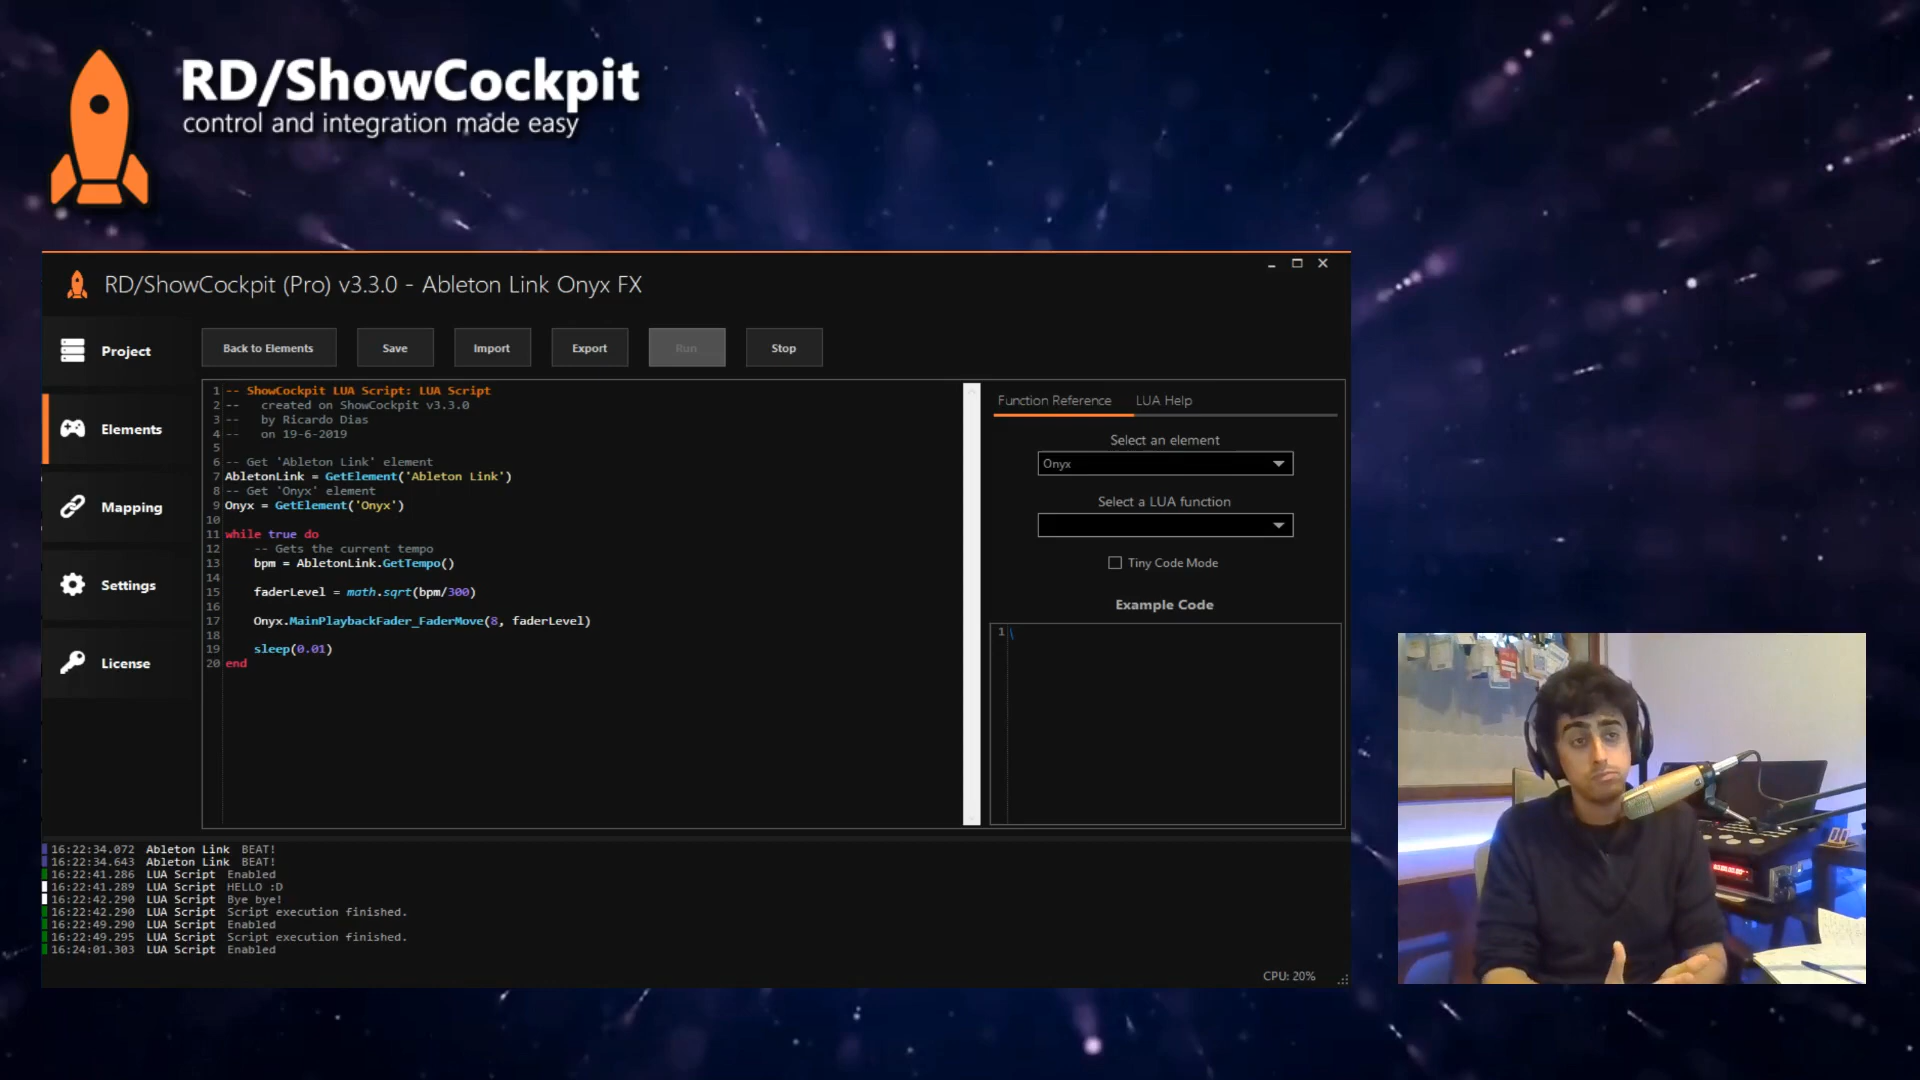 RD/ShowCockpit
control and integration made easy
RD/ShowCockpit (Pro) v3.3.0 - Ableton Link Onyx FX
Project
Elements
Mapping
Settings
License
Back to Elements
Save
Import
Export
Run
Stop
1 -- ShowCockpit LUA Script: LUA Script
2 --   created on ShowCockpit v3.3.0
3 --   by Ricardo Dias
4 --   on 19-6-2019
5
6 -- Get 'Ableton Link' element
7 AbletonLink = GetElement('Ableton Link')
8 -- Get 'Onyx' element
9 Onyx = GetElement('Onyx')
10
11 while true do
12     -- Gets the current tempo
13     bpm = AbletonLink.GetTempo()
14
15     faderLevel = math.sqrt(bpm/300)
16
17     Onyx.MainPlaybackFader_FaderMove(8, faderLevel)
18
19     sleep(0.01)
20 end
Function Reference
LUA Help
Select an element
Onyx
Select a LUA function
Tiny Code Mode
Example Code
1 \
16:22:34.072 Ableton Link BEAT!
16:22:34.643 Ableton Link BEAT!
16:22:41.286 LUA Script Enabled
16:22:41.289 LUA Script HELLO :D
16:22:42.290 LUA Script Bye bye!
16:22:42.290 LUA Script Script execution finished.
16:22:49.290 LUA Script Enabled
16:22:49.295 LUA Script Script execution finished.
16:24:01.303 LUA Script Enabled
CPU: 20%